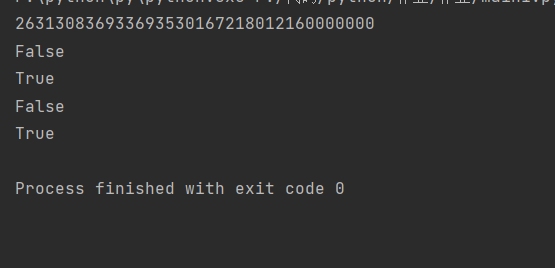 263130836933693530167218012160000000
False
True
False
True
Process finished with exit code 0